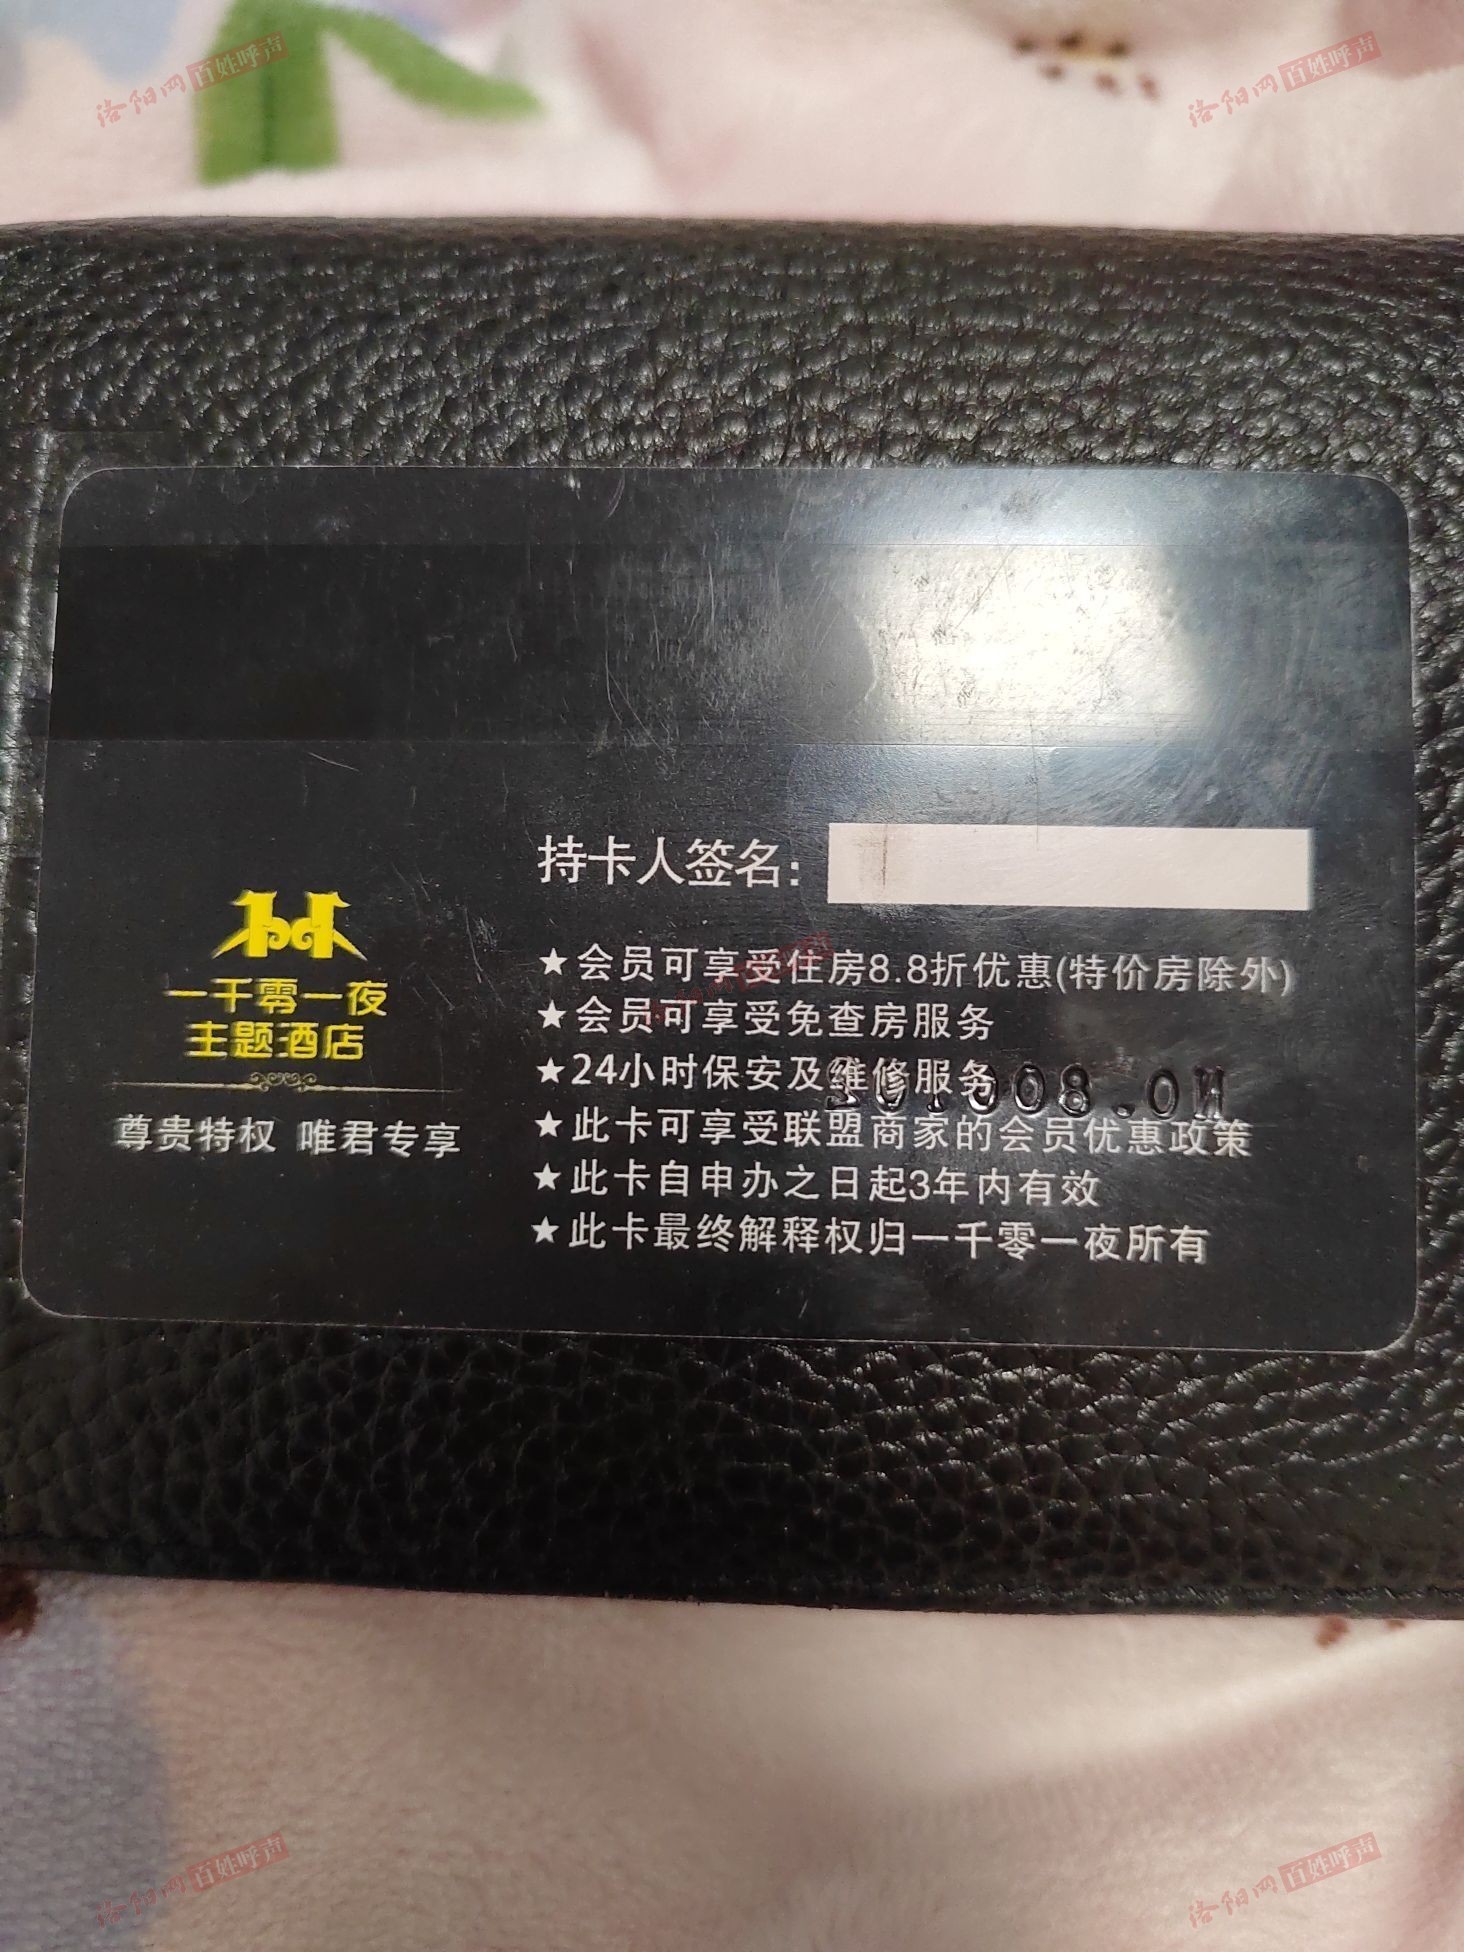 洛阳网 百姓呼声
洛阳网 百姓呼声
持卡人签名:
★会员可享受住房8.8折优惠(特价房除外)
★会员可享受免查房服务
★24小时保安及维修服务
★此卡可享受联盟商家的会员优惠政策
★此卡自申办之日起3年内有效
★此卡最终解释权归一千零一夜所有
一千零一夜
主题酒店
尊贵特权 唯君专享
洛阳网 百姓呼声
洛阳网 百姓呼声